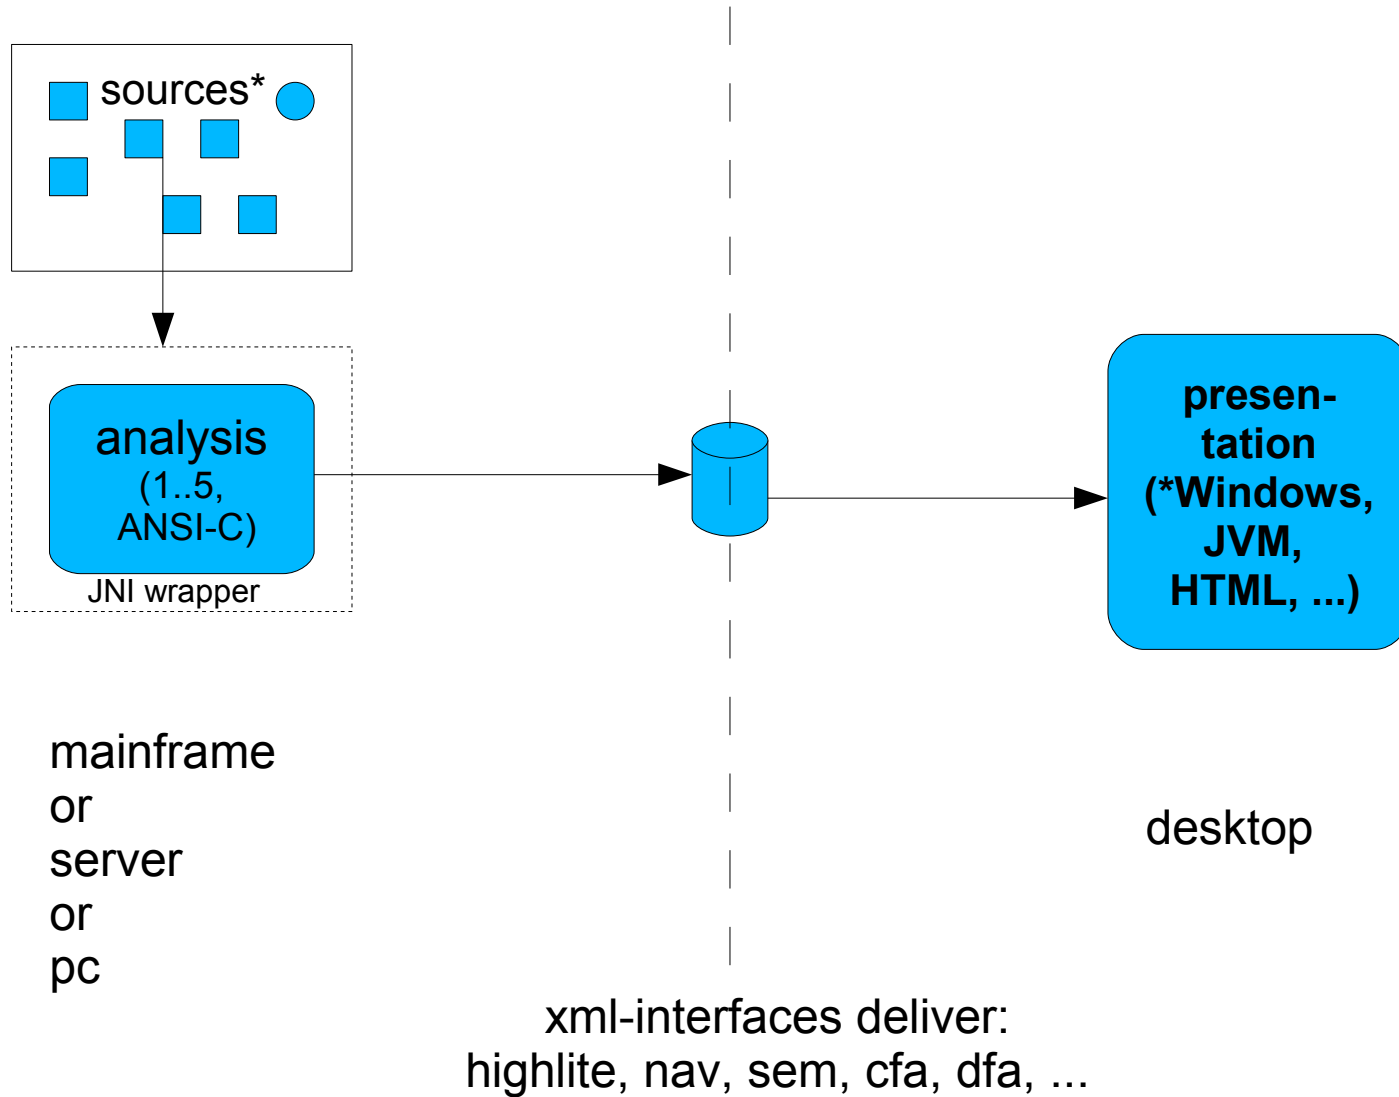 sources*
analysis
(1..5,
ANSI-C)
JNI wrapper
presen-
tation
(*Windows,
JVM,
HTML, ...)
mainframe
or
server
or
pc
desktop
xml-interfaces deliver:
highlite, nav, sem, cfa, dfa, ...